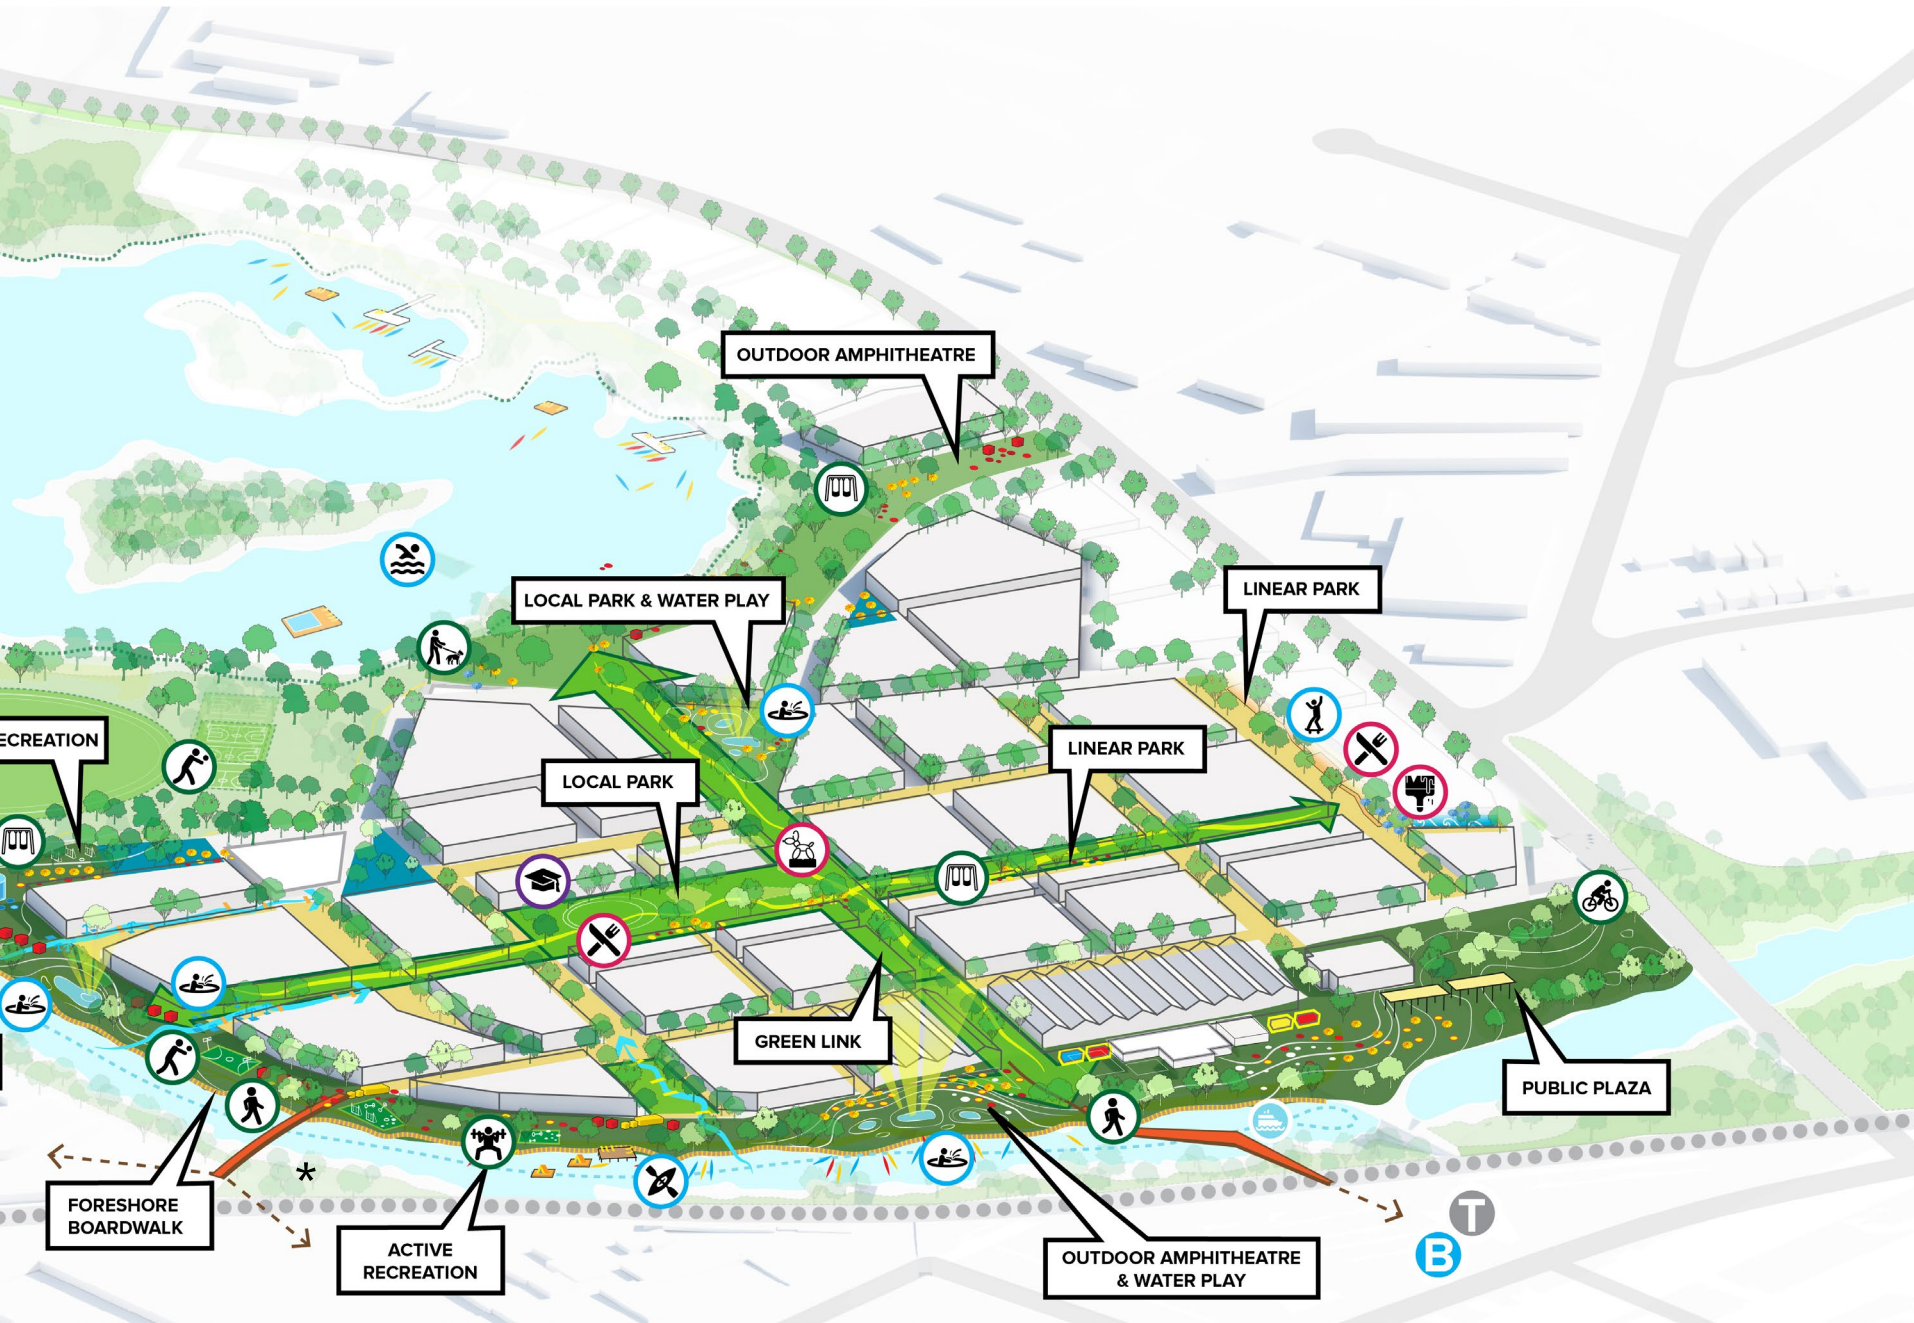 OUTDOOR AMPHITHEATRE
LOCAL PARK & WATER PLAY
LINEAR PARK
ECREATION
LINEAR PARK
LOCAL PARK
GREEN LINK
PUBLIC PLAZA
*
FORESHORE
BOARDWALK
ACTIVE
RECREATION
OUTDOOR AMPHITHEATRE
& WATER PLAY
T
B